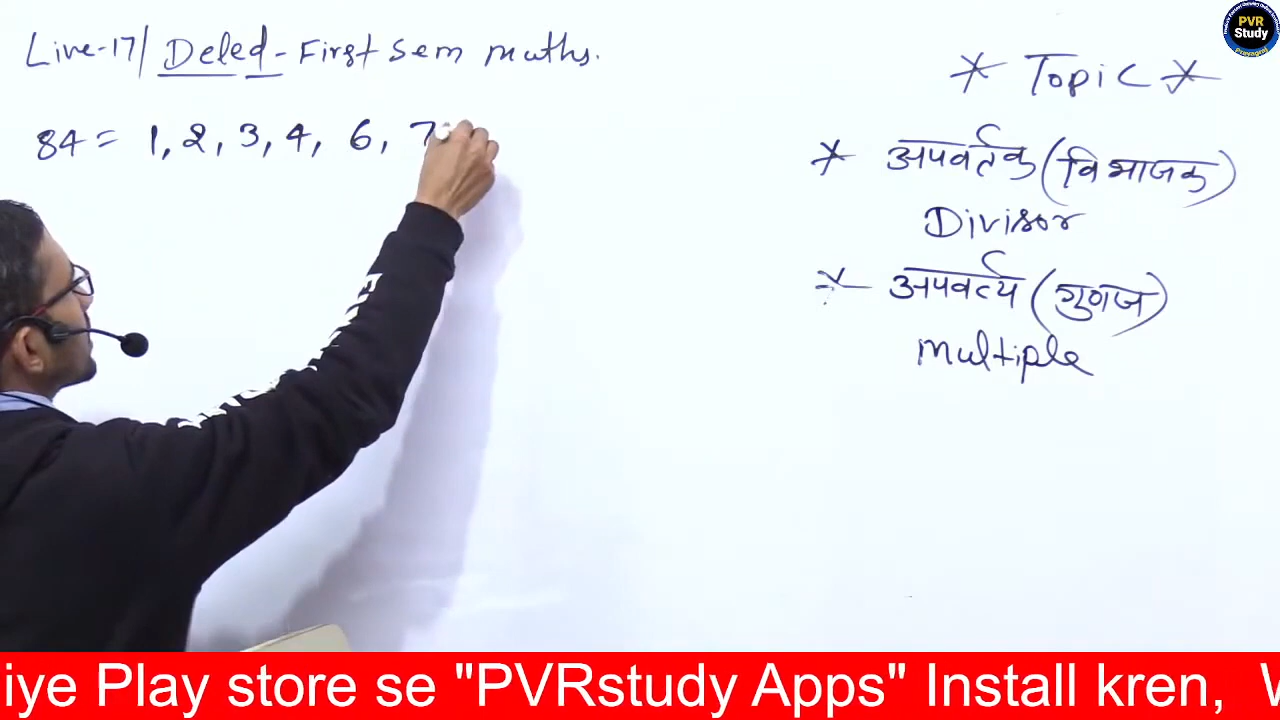 Live-17/ Deled - First Sem maths.
84 = 1, 2, 3, 4, 6, 7
* Topic *
* अपवर्तक (विभाजक)
Divisor
* अपवर्त्य (गुणज)
multiple
PVR
Study
Prayagraj
iye Play store se "PVRstudy Apps" Install kren, W